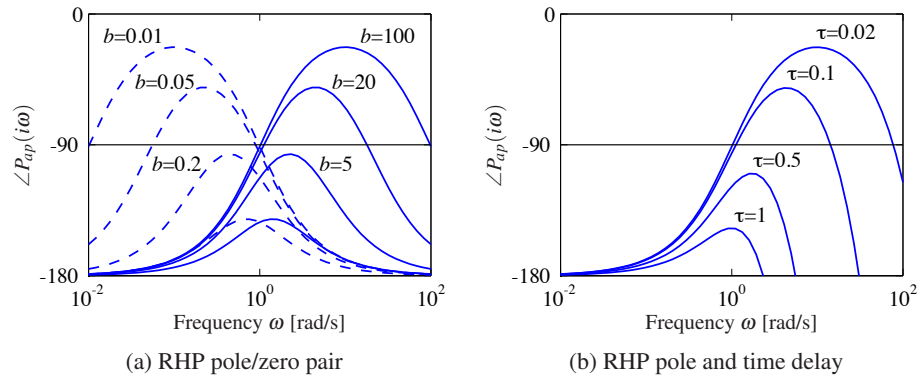 0
b=0.01
b=100
b=0.05
b=20
-90
b=0.2
b=5
-180
10^-2
10^0
10^2
∠P_ap(iω)
Frequency ω [rad/s]
(a) RHP pole/zero pair
0
τ=0.02
τ=0.1
-90
τ=0.5
τ=1
-180
10^-2
10^0
10^2
∠P_ap(iω)
Frequency ω [rad/s]
(b) RHP pole and time delay